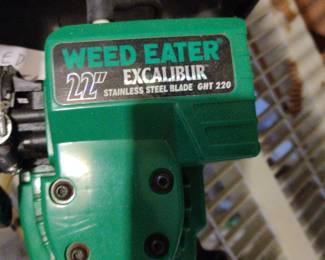 WEED EATER
22" EXCALIBUR
STAINLESS STEEL BLADE GHT 220